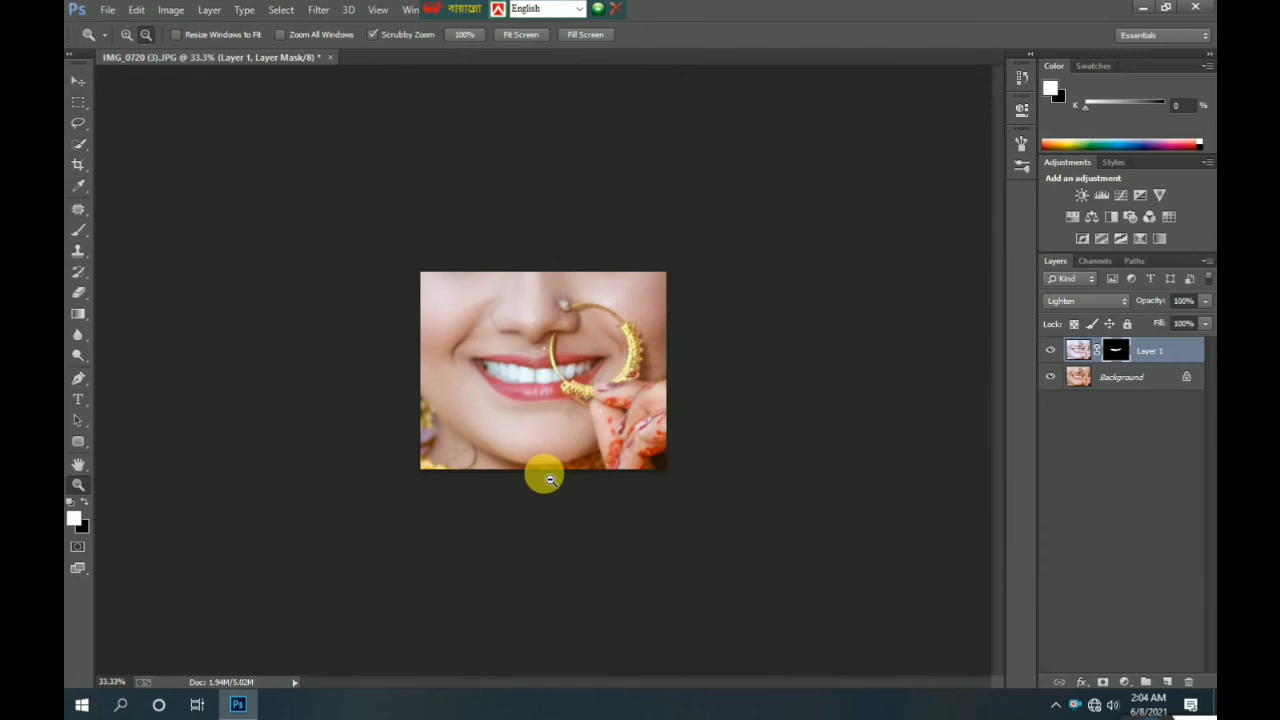 Ps File Edit Image Layer Type Select Filter 3D View Win
বায়ান্নো English
Resize Windows to Fit Zoom All Windows Scrubby Zoom 100% Fit Screen Fill Screen Essentials
IMG_0720 (3).JPG @ 33.3% (Layer 1, Layer Mask/8) * ×
Color Swatches
K 0 %
Adjustments Styles
Add an adjustment
Layers Channels Paths
Kind
Lighten Opacity: 100%
Lock: Fill: 100%
Layer 1
Background
33.33% Doc: 1.94M/5.02M
Ps
2:04 AM
6/8/2021